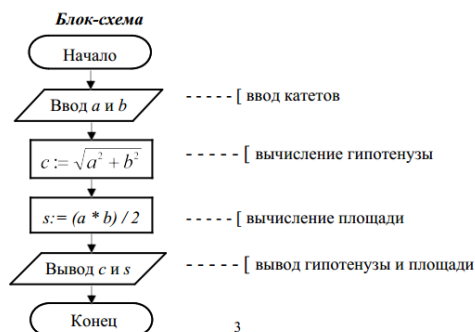 Блок-схема
Начало
Ввод a и b - - - - - [ ввод катетов
c := √a² + b² - - - - - [ вычисление гипотенузы
s:= (a * b) / 2 - - - - - [ вычисление площади
Вывод c и s - - - - - [ вывод гипотенузы и площади
Конец
3